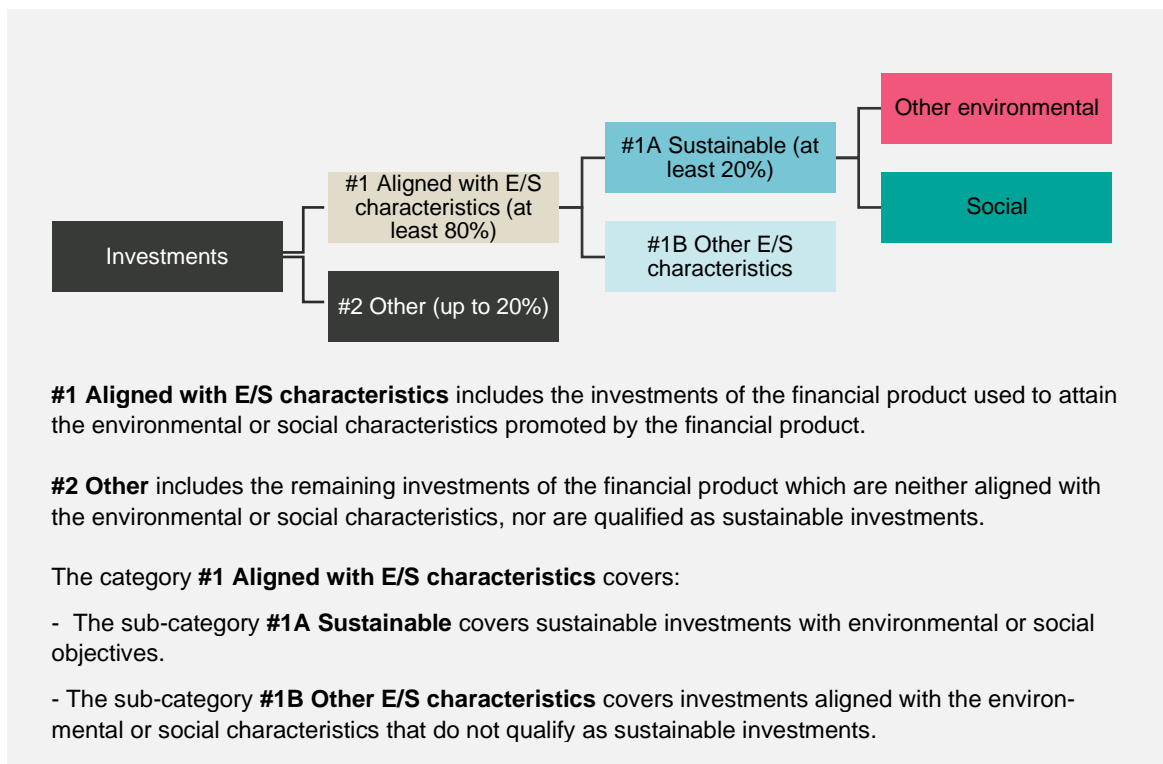 Other environmental
#1A Sustainable (at
least 20%)
#1 Aligned with E/S
characteristics (at
least 80%)
Social
Investments
#1B Other E/S
characteristics
#2 Other (up to 20%)
#1 Aligned with E/S characteristics includes the investments of the financial product used to attain
the environmental or social characteristics promoted by the financial product.
#2 Other includes the remaining investments of the financial product which are neither aligned with
the environmental or social characteristics, nor are qualified as sustainable investments.
The category #1 Aligned with E/S characteristics covers:
- The sub-category #1A Sustainable covers sustainable investments with environmental or social
objectives.
- The sub-category #1B Other E/S characteristics covers investments aligned with the environ-
mental or social characteristics that do not qualify as sustainable investments.